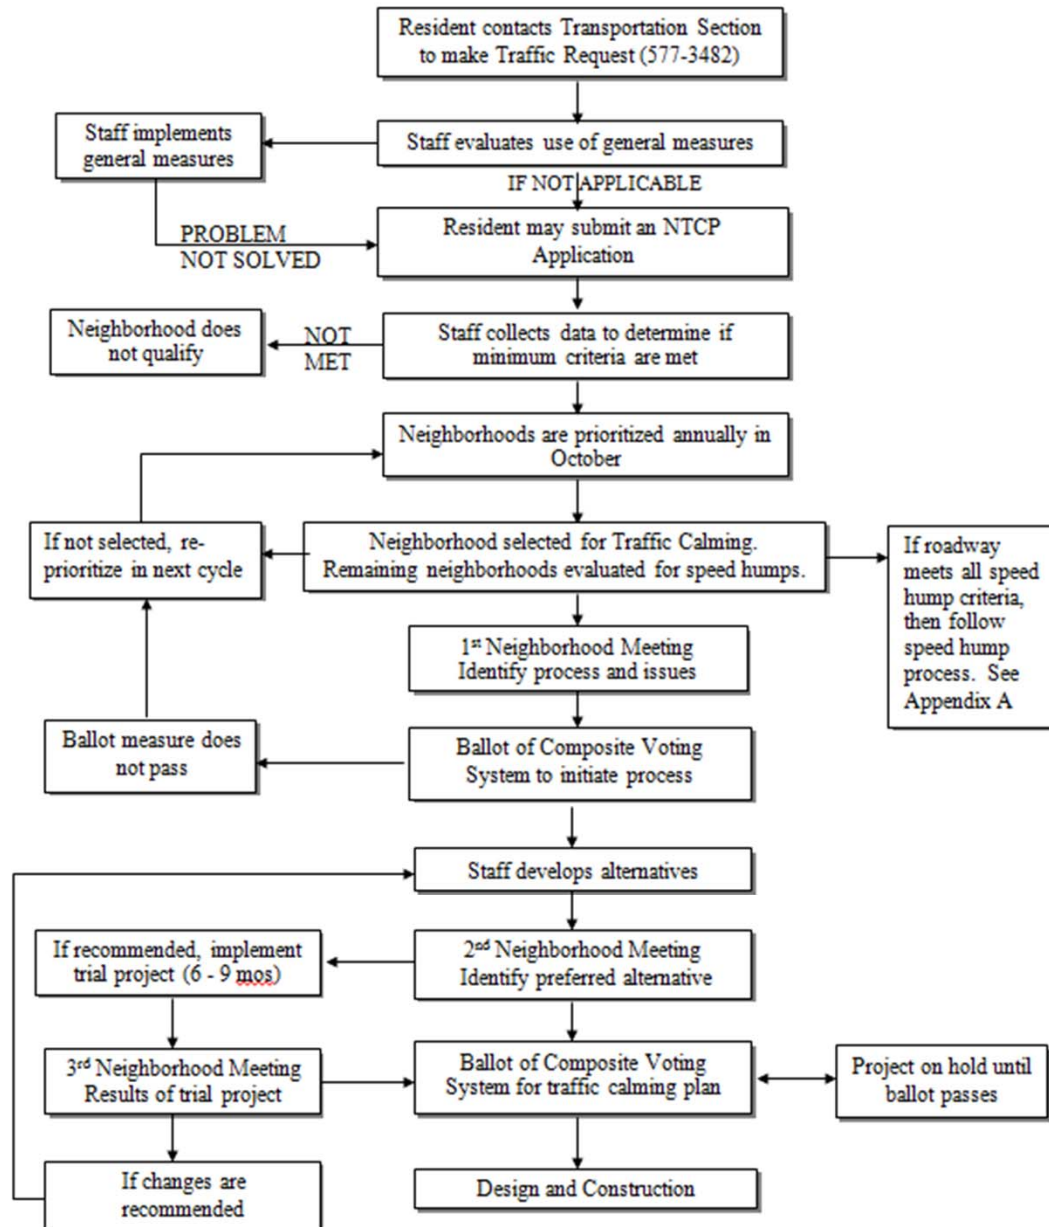 Resident contacts Transportation Section
to make Traffic Request (577-3482)
Staff implements
general measures
Staff evaluates use of general measures
IF NOT APPLICABLE
PROBLEM
NOT SOLVED
Resident may submit an NTCP
Application
Neighborhood does
not qualify
NOT
MET
Staff collects data to determine if
minimum criteria are met
Neighborhoods are prioritized annually in
October
If not selected, re-
prioritize in next cycle
Neighborhood selected for Traffic Calming.
Remaining neighborhoods evaluated for speed humps.
If roadway
meets all speed
hump criteria,
then follow
speed hump
process. See
Appendix A
1st Neighborhood Meeting
Identify process and issues
Ballot measure does
not pass
Ballot of Composite Voting
System to initiate process
Staff develops alternatives
If recommended, implement
trial project (6 - 9 mos)
2nd Neighborhood Meeting
Identify preferred alternative
3rd Neighborhood Meeting
Results of trial project
Ballot of Composite Voting
System for traffic calming plan
Project on hold until
ballot passes
If changes are
recommended
Design and Construction